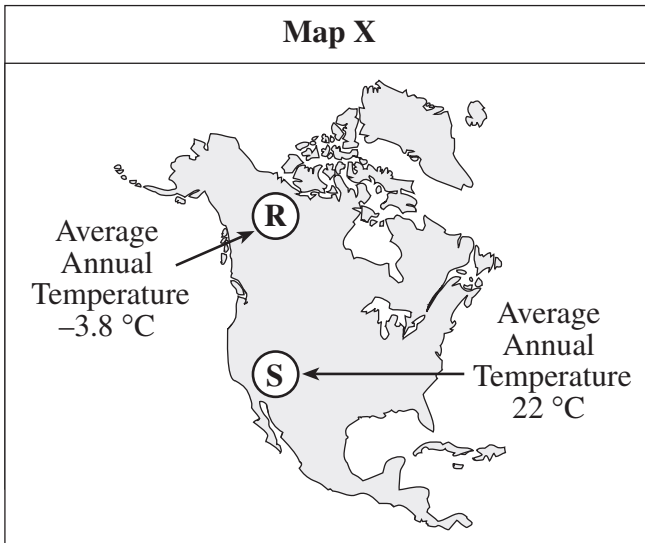 Map X
R
Average
Annual
Temperature
–3.8 °C
S
Average
Annual
Temperature
22 °C